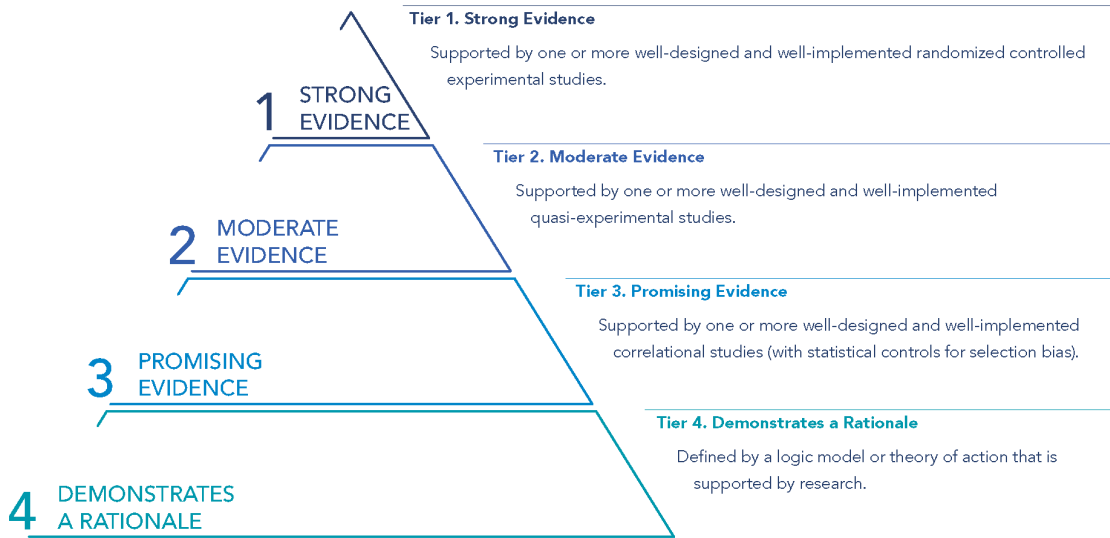 Tier 1. Strong Evidence
Supported by one or more well-designed and well-implemented randomized controlled
experimental studies.
1
STRONG
EVIDENCE
Tier 2. Moderate Evidence
Supported by one or more well-designed and well-implemented
quasi-experimental studies.
2
MODERATE
EVIDENCE
Tier 3. Promising Evidence
Supported by one or more well-designed and well-implemented
correlational studies (with statistical controls for selection bias).
3
PROMISING
EVIDENCE
Tier 4. Demonstrates a Rationale
Defined by a logic model or theory of action that is
supported by research.
4
DEMONSTRATES
A RATIONALE